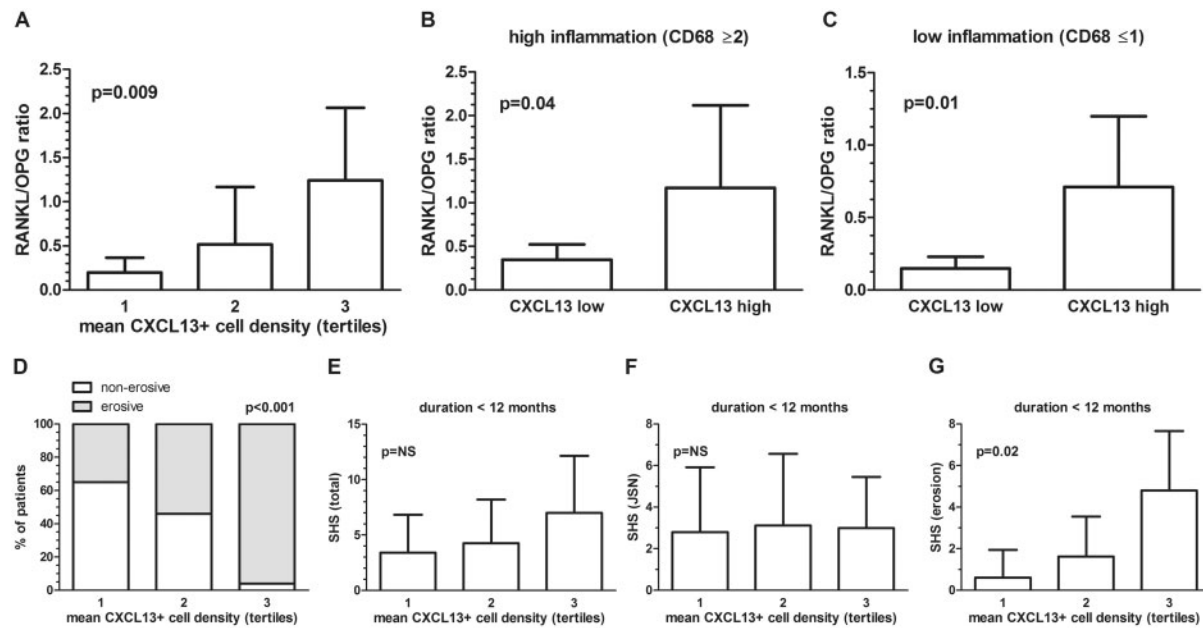 A
p=0.009
RANKL/OPG ratio
2.5
2.0
1.5
1.0
0.5
0.0
1 2 3
mean CXCL13+ cell density (tertiles)
B
high inflammation (CD68 ≥2)
p=0.04
RANKL/OPG ratio
2.5
2.0
1.5
1.0
0.5
0.0
CXCL13 low CXCL13 high
C
low inflammation (CD68 ≤1)
p=0.01
RANKL/OPG ratio
1.5
1.0
0.5
0.0
CXCL13 low CXCL13 high
D
non-erosive
erosive
p<0.001
% of patients
100
80
60
40
20
0
1 2 3
mean CXCL13+ cell density (tertiles)
E
duration < 12 months
p=NS
SHS (total)
15
10
5
0
1 2 3
mean CXCL13+ cell density (tertiles)
F
duration < 12 months
p=NS
SHS (JSN)
8
6
4
2
0
1 2 3
mean CXCL13+ cell density (tertiles)
G
duration < 12 months
p=0.02
SHS (erosion)
8
6
4
2
0
1 2 3
mean CXCL13+ cell density (tertiles)